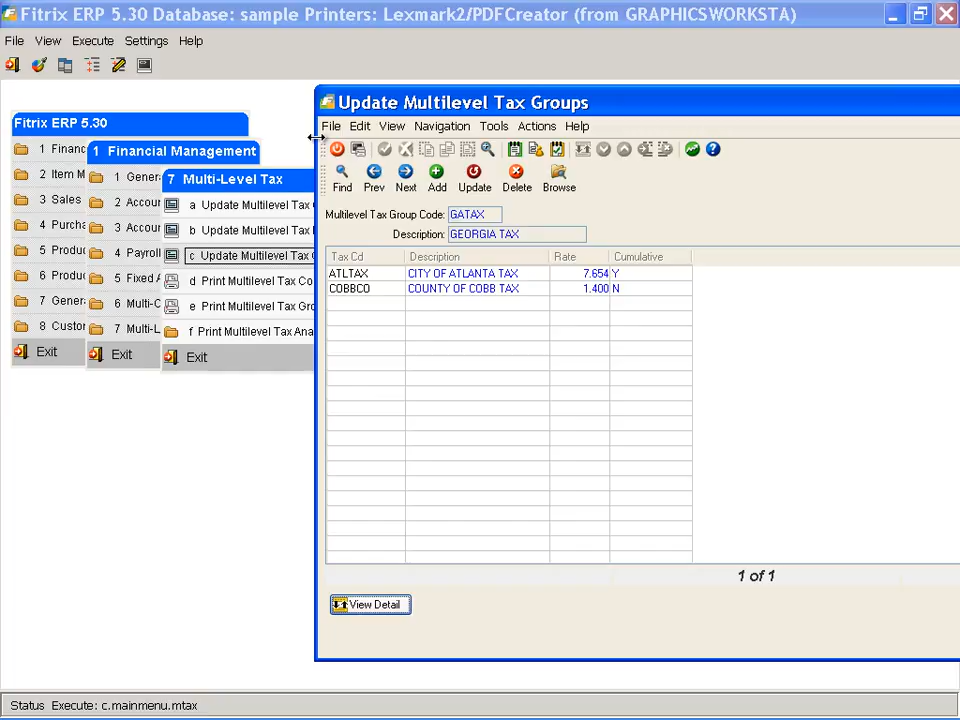 Fitrix ERP 5.30 Database: sample Printers: Lexmark2/PDFCreator (from GRAPHICSWORKSTA)
File View Execute Settings Help
Fitrix ERP 5.30
1 Financ
2 Item M
3 Sales
4 Purcha
5 Produc
6 Produc
7 Gener
8 Custor
Exit
1 Financial Management
1 Gener
2 Accour
3 Accour
4 Payroll
5 Fixed A
6 Multi-C
7 Multi-L
Exit
7 Multi-Level Tax
a Update Multilevel Tax
b Update Multilevel Tax
c Update Multilevel Tax
d Print Multilevel Tax Co
e Print Multilevel Tax Gro
f Print Multilevel Tax Ana
Exit
Update Multilevel Tax Groups
File Edit View Navigation Tools Actions Help
Find Prev Next Add Update Delete Browse
Multilevel Tax Group Code: GATAX
Description: GEORGIA TAX
Tax Cd Description Rate Cumulative
ATLTAX CITY OF ATLANTA TAX 7.654 Y
COBBCO COUNTY OF COBB TAX 1.400 N
1 of 1
View Detail
Status Execute: c.mainmenu.mtax